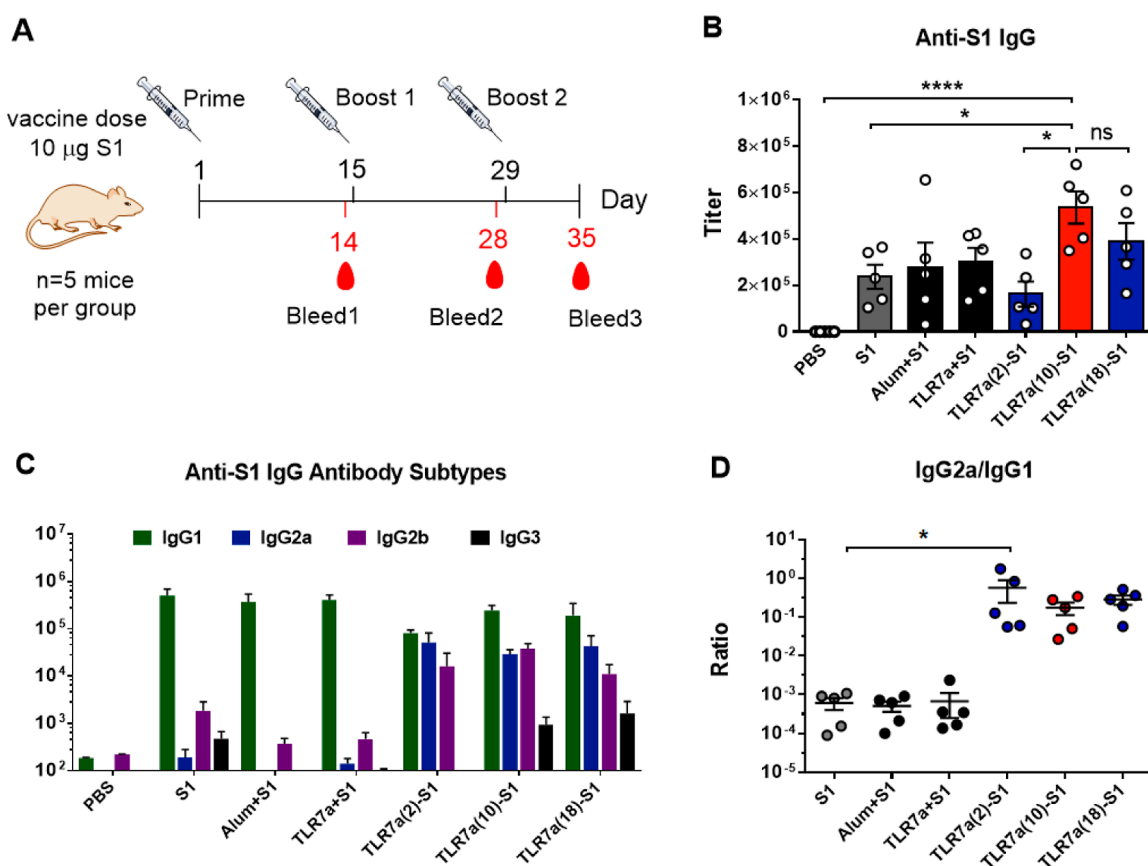 A
Prime
Boost 1
Boost 2
vaccine dose
10 μg S1
1
15
29
Day
14
28
35
n=5 mice
per group
Bleed1
Bleed2
Bleed3
B
Anti-S1 IgG
****
*
*
ns
Titer
1×10⁶
8×10⁵
6×10⁵
4×10⁵
2×10⁵
0
PBS
S1
Alum+S1
TLR7a+S1
TLR7a(2)-S1
TLR7a(10)-S1
TLR7a(18)-S1
C
Anti-S1 IgG Antibody Subtypes
IgG1
IgG2a
IgG2b
IgG3
10⁷
10⁶
10⁵
10⁴
10³
10²
PBS
S1
Alum+S1
TLR7a+S1
TLR7a(2)-S1
TLR7a(10)-S1
TLR7a(18)-S1
D
IgG2a/IgG1
*
Ratio
10¹
10⁰
10⁻¹
10⁻²
10⁻³
10⁻⁴
10⁻⁵
S1
Alum+S1
TLR7a+S1
TLR7a(2)-S1
TLR7a(10)-S1
TLR7a(18)-S1